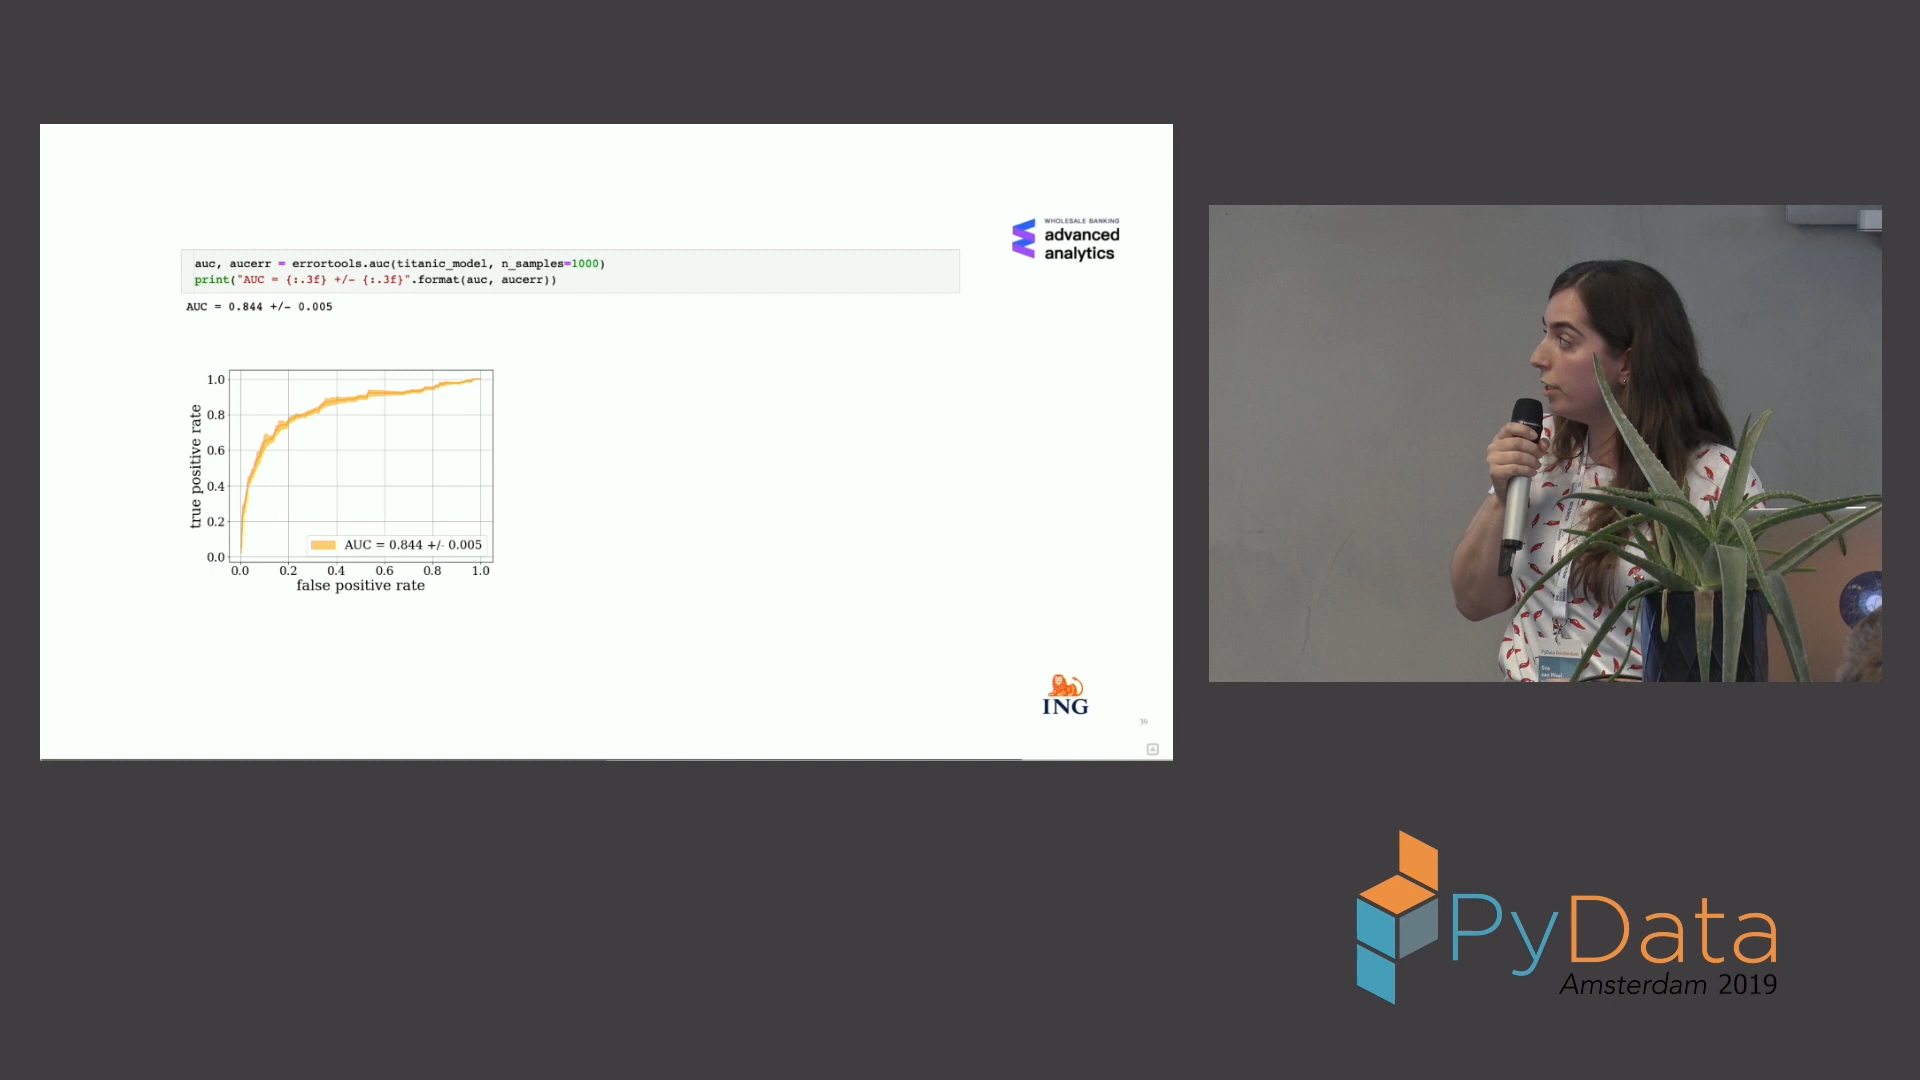 WHOLESALE BANKING
advanced
analytics
auc, aucerr = errortools.auc(titanic_model, n_samples=1000)
print("AUC = {:.3f} +/- {:.3f}".format(auc, aucerr))
AUC = 0.844 +/- 0.005
1.0
0.8
0.6
0.4
0.2
0.0
true positive rate
AUC = 0.844 +/- 0.005
0.0 0.2 0.4 0.6 0.8 1.0
false positive rate
ING
39
PyData Amsterdam
PyData
Amsterdam 2019